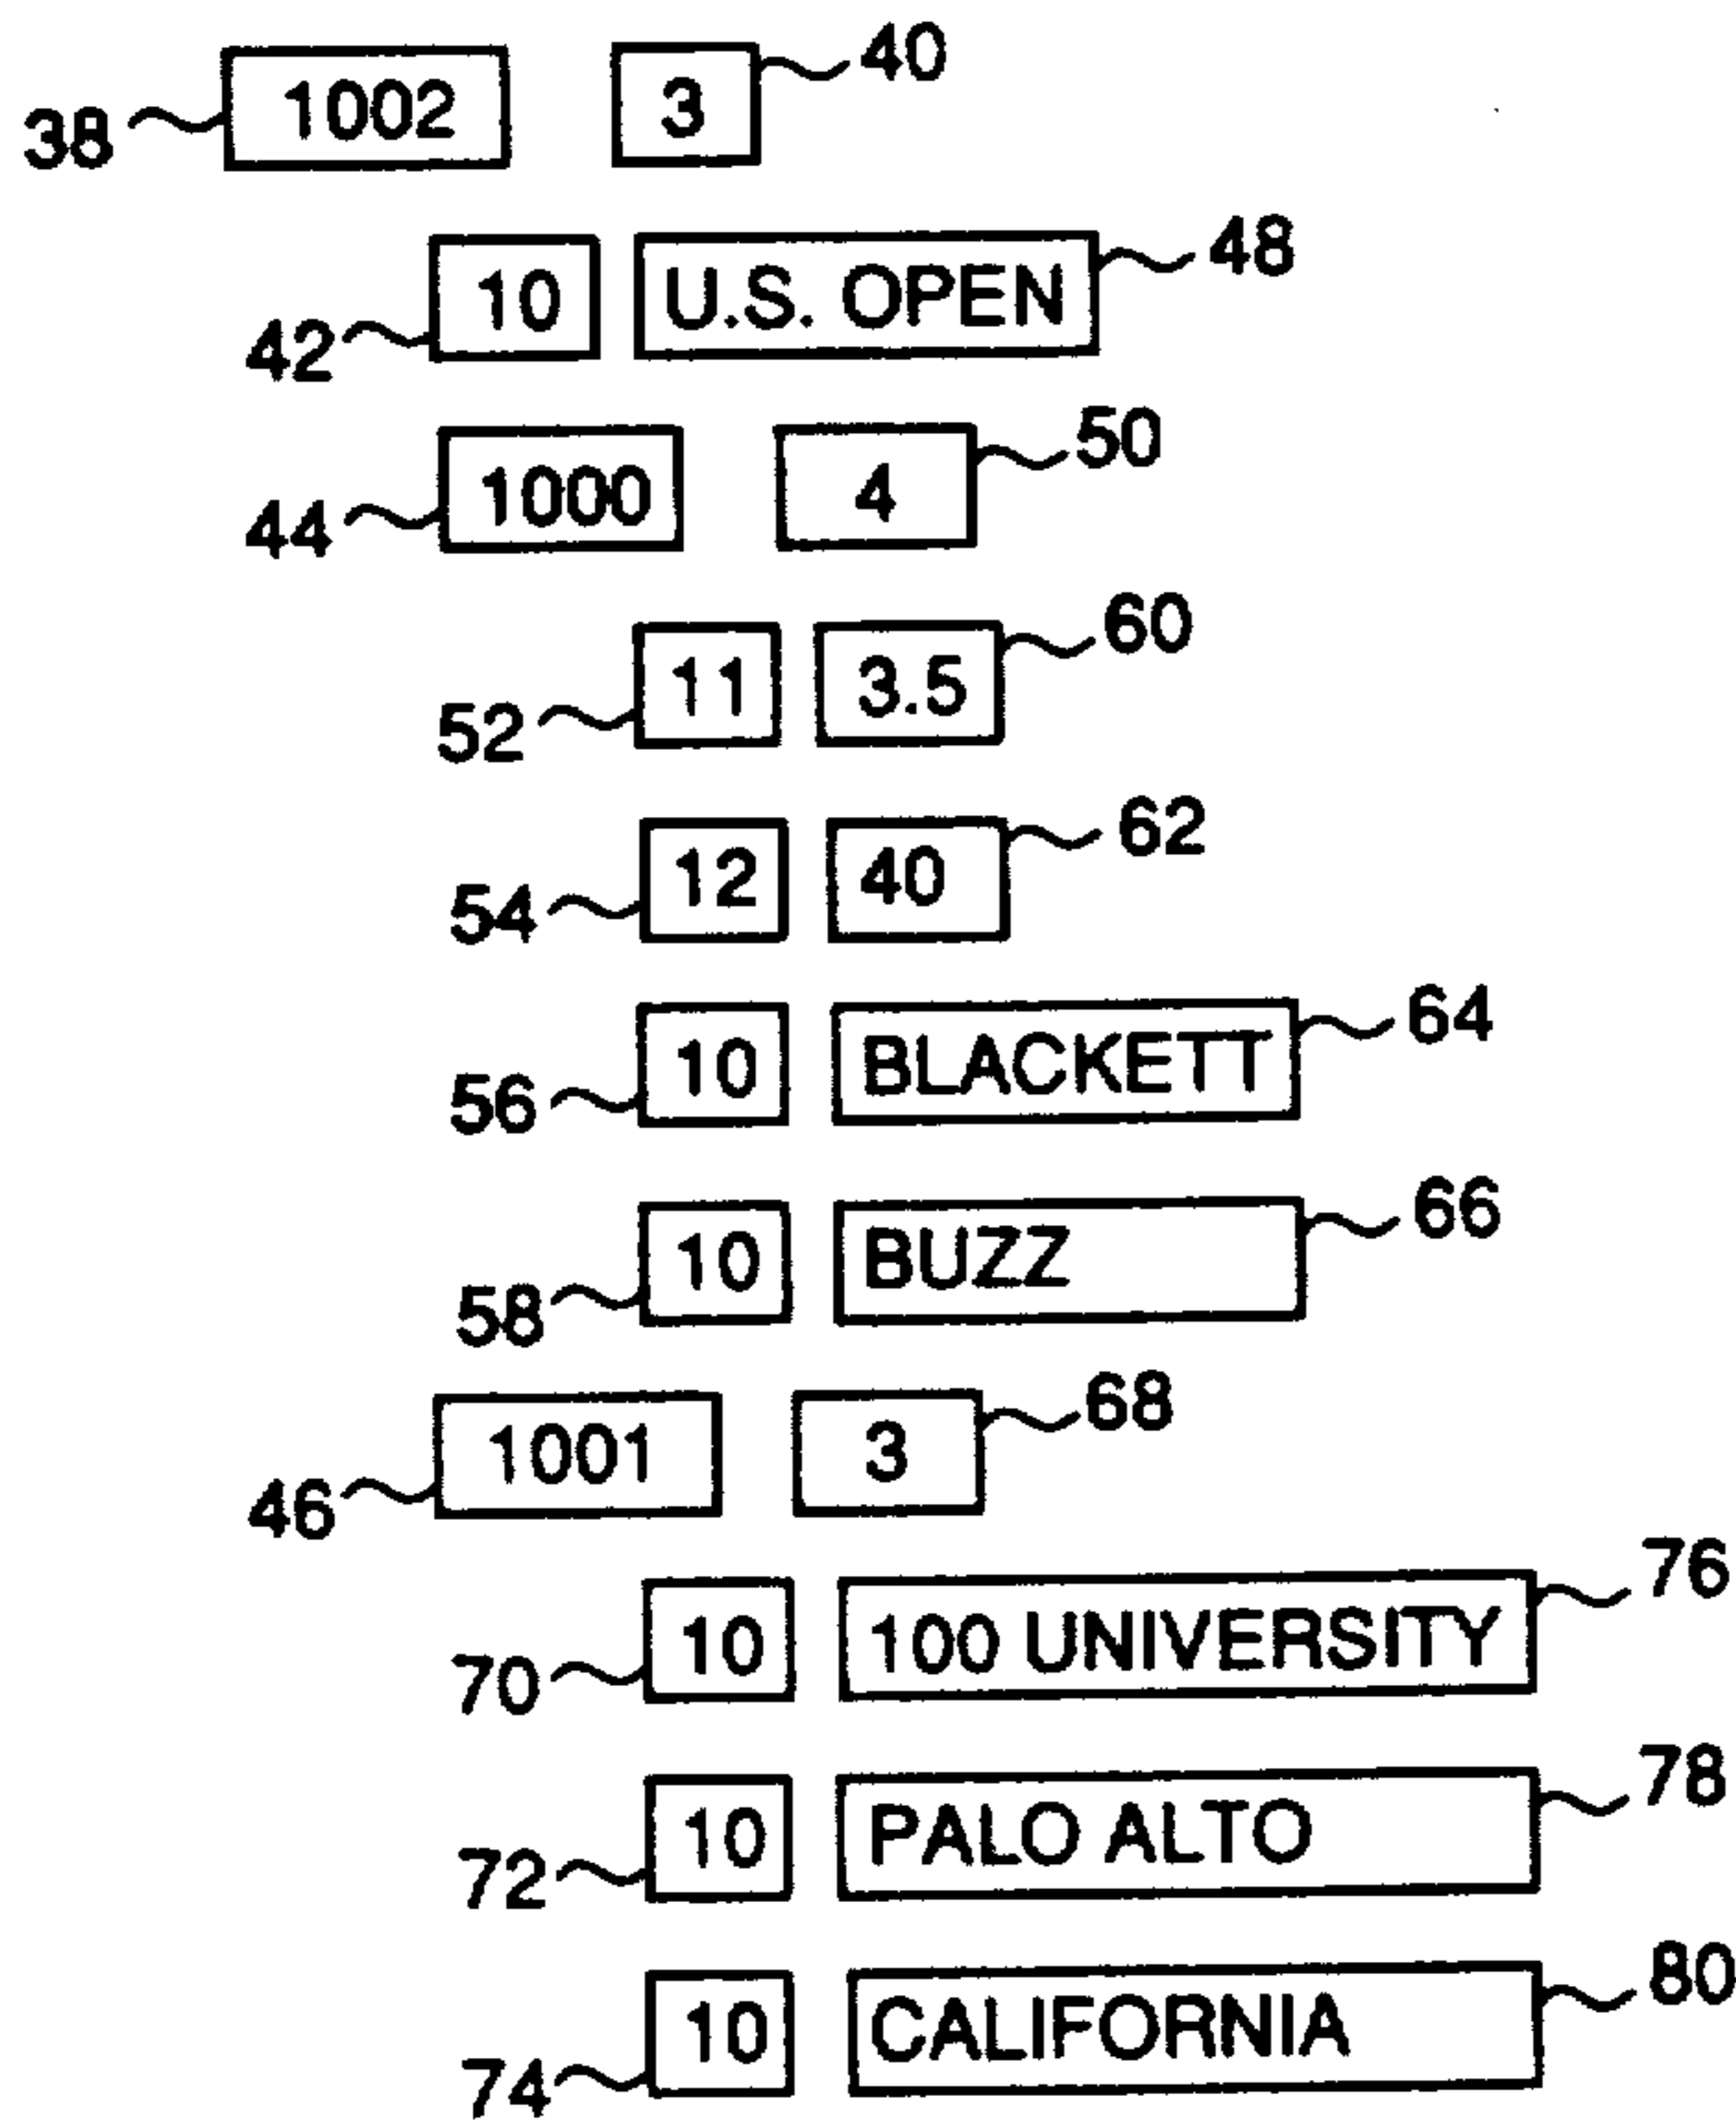 38 1002 3 40
42 10 U.S. OPEN 48
44 1000 4 50
52 11 3.5 60
54 12 40 62
56 10 BLACKETT 64
58 10 BUZZ 66
46 1001 3 68
70 10 100 UNIVERSITY 76
72 10 PALO ALTO 78
74 10 CALIFORNIA 80